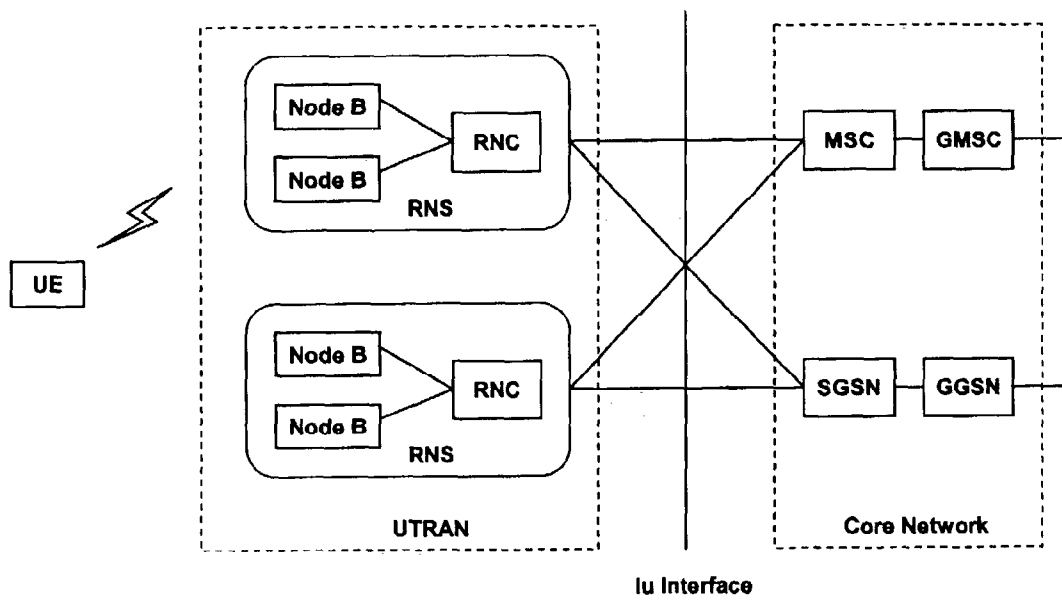 Node B
RNC
Node B
RNS
MSC
GMSC
UE
Node B
RNC
Node B
RNS
SGSN
GGSN
UTRAN
Core Network
Iu Interface